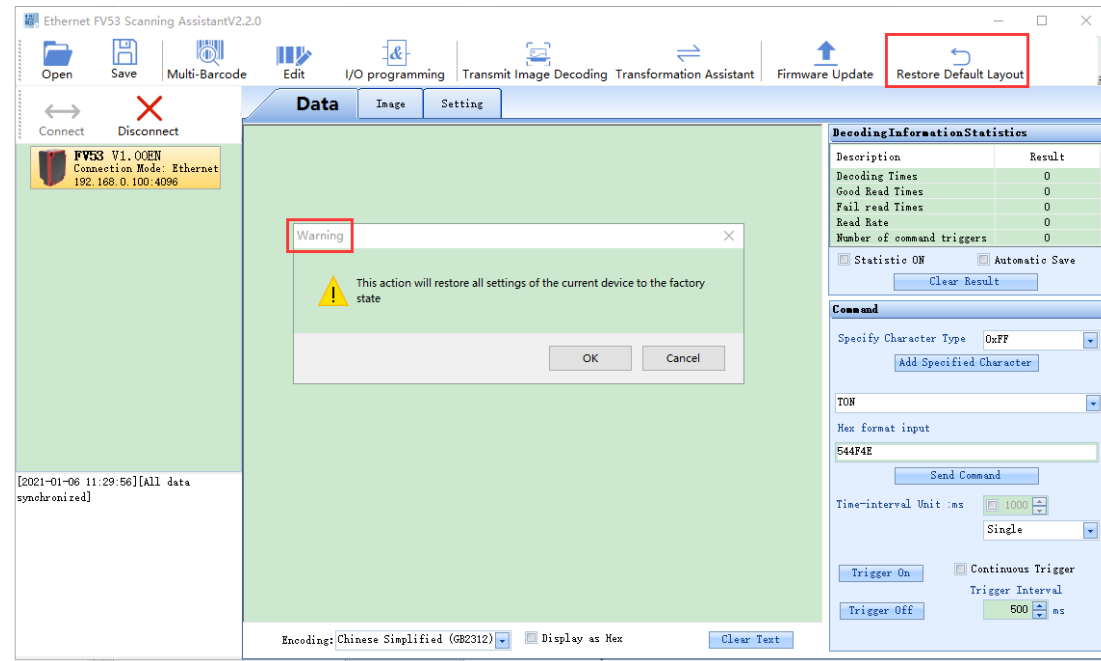 Ethernet FV53 Scanning AssistantV2.2.0
Open
Save
Multi-Barcode
Edit
I/O programming
Transmit Image Decoding
Transformation Assistant
Firmware Update
Restore Default Layout
Connect
Disconnect
Data
Image
Setting
FV53 V1.00EN
Connection Mode: Ethernet
192.168.0.100:4096
[2021-01-06 11:29:56][All data
synchronized]
Warning
This action will restore all settings of the current device to the factory
state
OK
Cancel
Encoding: Chinese Simplified (GB2312)
Display as Hex
Clear Text
DecodingInformationStatistics
Description Result
Decoding Times 0
Good Read Times 0
Fail read Times 0
Read Rate 0
Number of command triggers 0
Statistic ON
Automatic Save
Clear Result
Command
Specify Character Type 0xFF
Add Specified Character
TON
Hex format input
544F4E
Send Command
Time-interval Unit :ms 1000
Single
Trigger On
Continuous Trigger
Trigger Interval
Trigger Off
500 ms